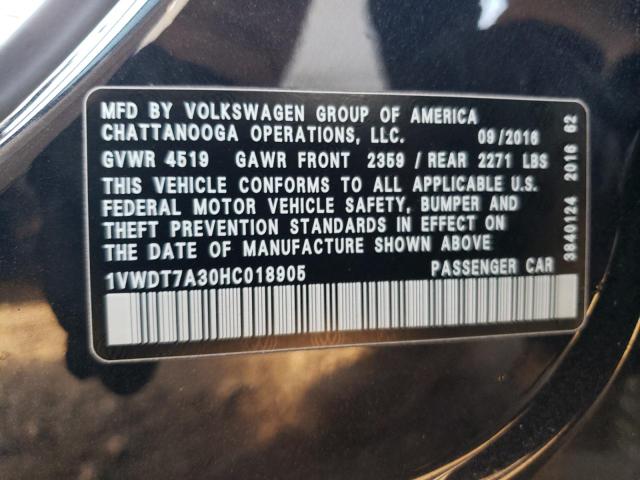 MFD BY VOLKSWAGEN GROUP OF AMERICA
CHATTANOOGA OPERATIONS, LLC. 09/2016
GVWR 4519 GAWR FRONT 2359 / REAR 2271 LBS
THIS VEHICLE CONFORMS TO ALL APPLICABLE U.S.
FEDERAL MOTOR VEHICLE SAFETY, BUMPER AND
THEFT PREVENTION STANDARDS IN EFFECT ON
THE DATE OF MANUFACTURE SHOWN ABOVE
1VWDT7A30HC018905 PASSENGER CAR
3840124 2016 62